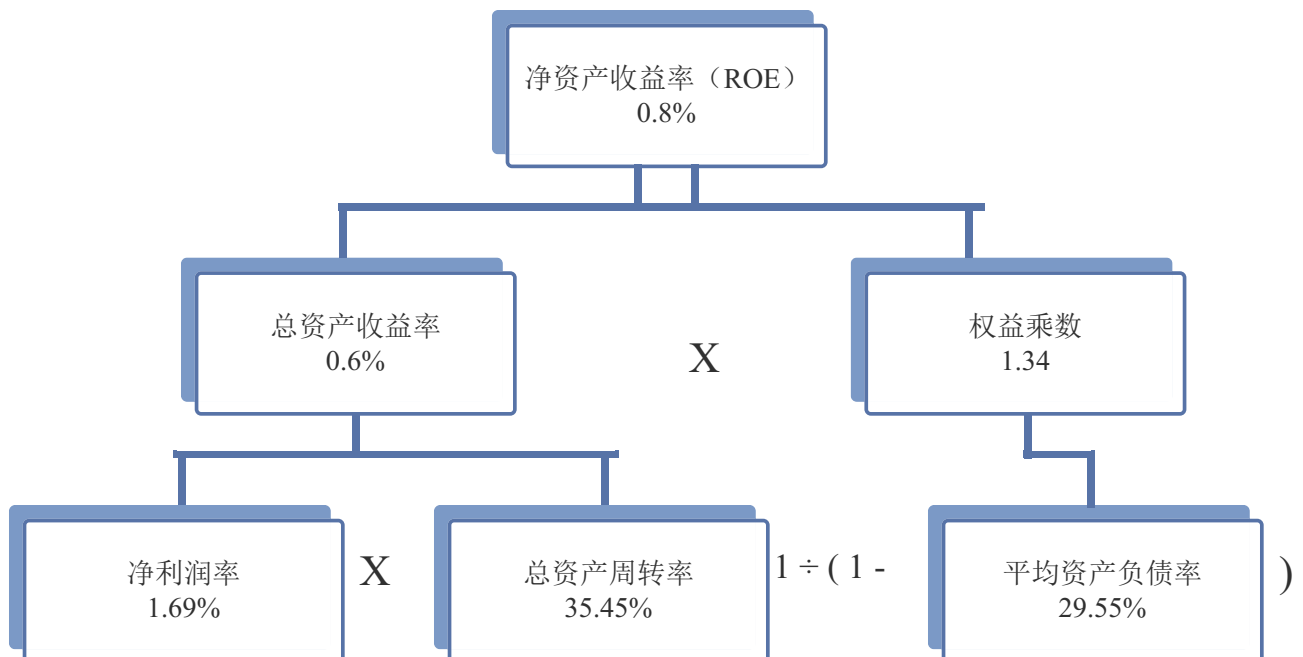 净资产收益率（ROE）
0.8%
总资产收益率
0.6%
X
权益乘数
1.34
净利润率
1.69%
X
总资产周转率
35.45%
1 ÷ ( 1 -
平均资产负债率
29.55%
)